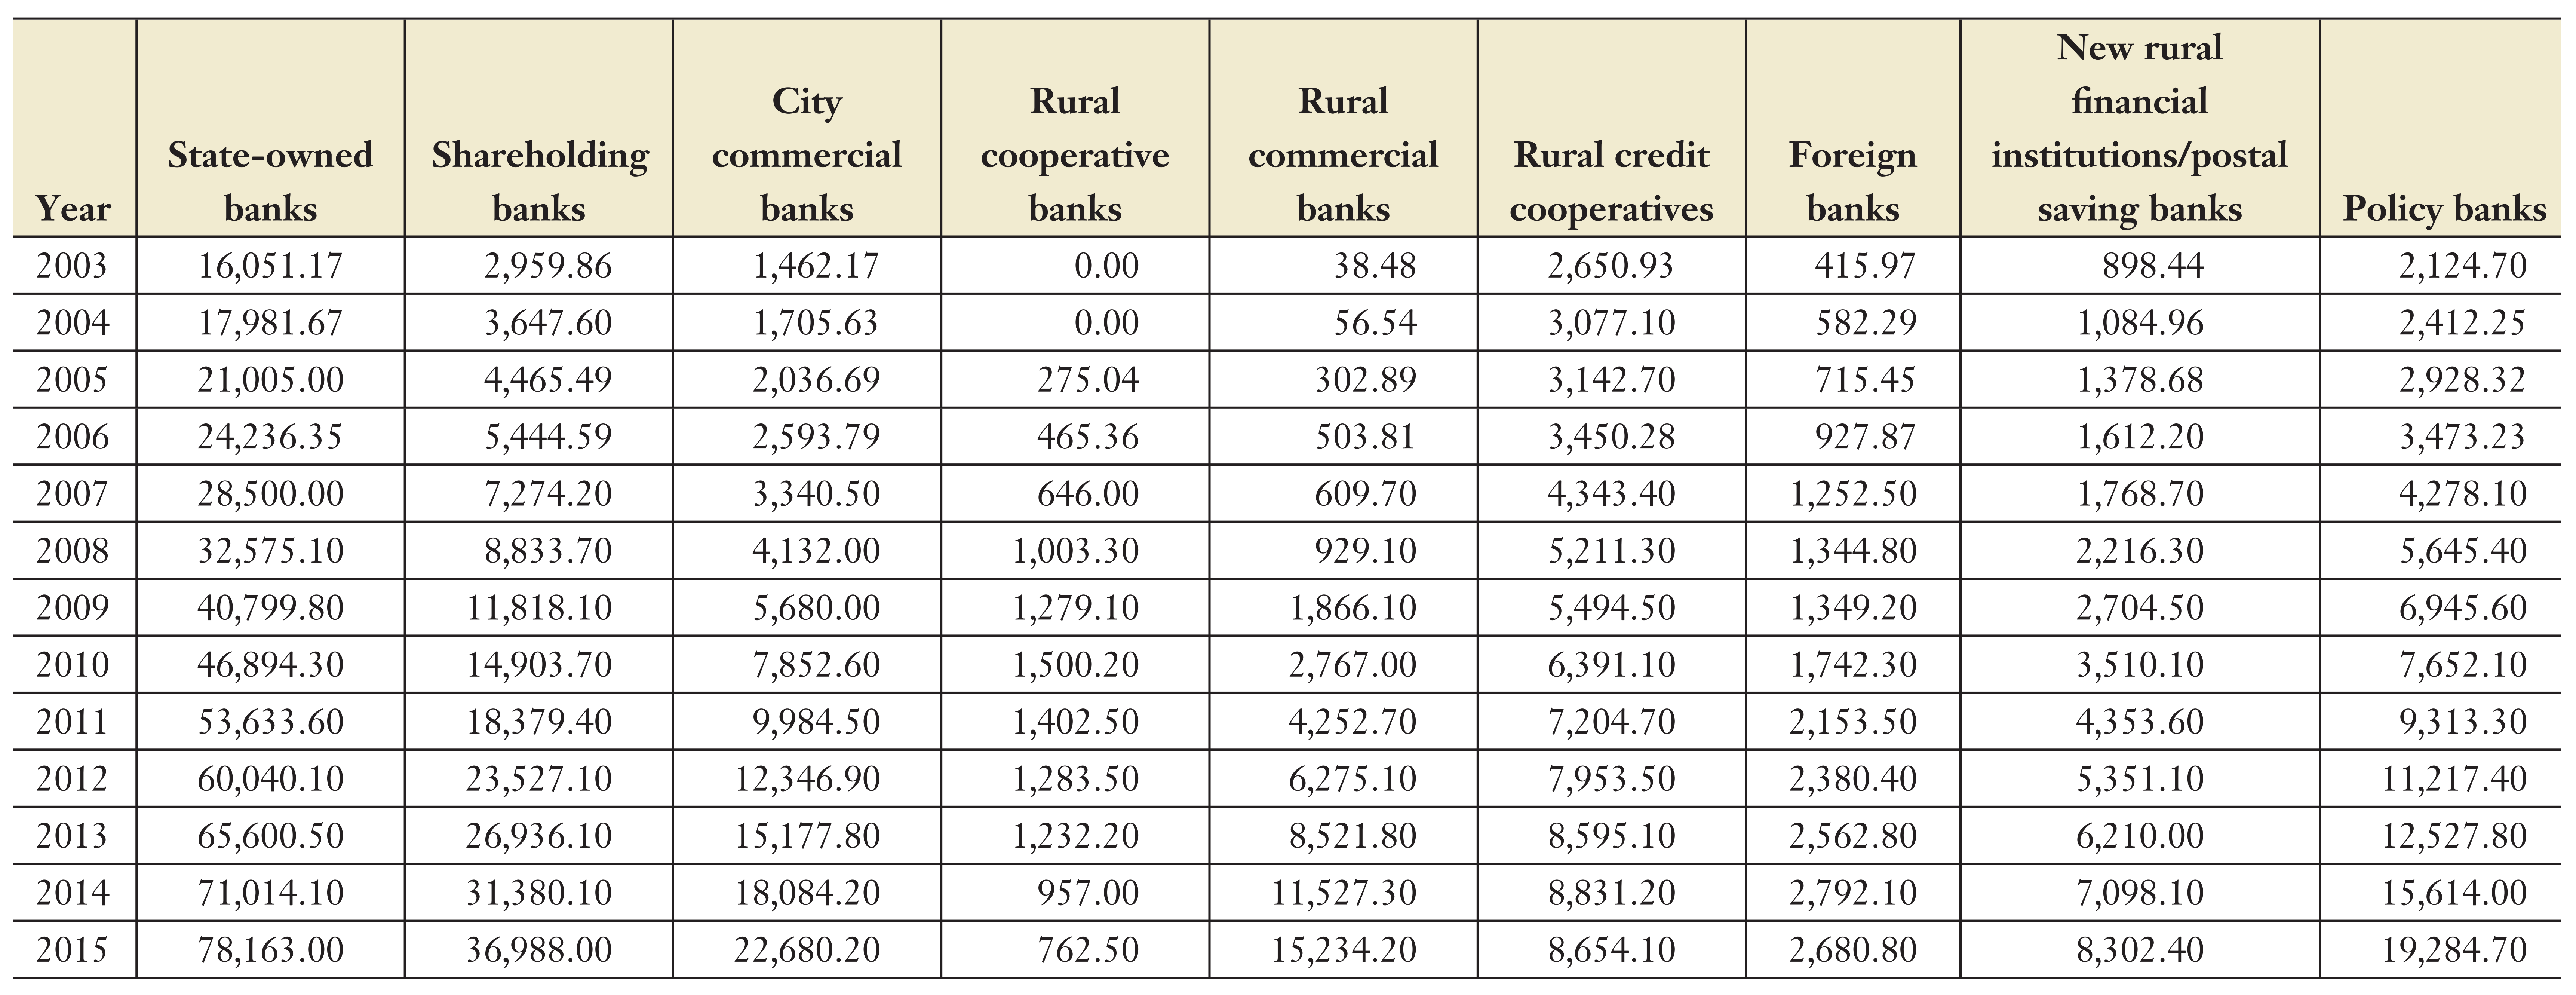 Year State-owned banks Shareholding banks City commercial banks Rural cooperative banks Rural commercial banks Rural credit cooperatives Foreign banks New rural financial institutions/postal saving banks Policy banks
2003 16,051.17 2,959.86 1,462.17 0.00 38.48 2,650.93 415.97 898.44 2,124.70
2004 17,981.67 3,647.60 1,705.63 0.00 56.54 3,077.10 582.29 1,084.96 2,412.25
2005 21,005.00 4,465.49 2,036.69 275.04 302.89 3,142.70 715.45 1,378.68 2,928.32
2006 24,236.35 5,444.59 2,593.79 465.36 503.81 3,450.28 927.87 1,612.20 3,473.23
2007 28,500.00 7,274.20 3,340.50 646.00 609.70 4,343.40 1,252.50 1,768.70 4,278.10
2008 32,575.10 8,833.70 4,132.00 1,003.30 929.10 5,211.30 1,344.80 2,216.30 5,645.40
2009 40,799.80 11,818.10 5,680.00 1,279.10 1,866.10 5,494.50 1,349.20 2,704.50 6,945.60
2010 46,894.30 14,903.70 7,852.60 1,500.20 2,767.00 6,391.10 1,742.30 3,510.10 7,652.10
2011 53,633.60 18,379.40 9,984.50 1,402.50 4,252.70 7,204.70 2,153.50 4,353.60 9,313.30
2012 60,040.10 23,527.10 12,346.90 1,283.50 6,275.10 7,953.50 2,380.40 5,351.10 11,217.40
2013 65,600.50 26,936.10 15,177.80 1,232.20 8,521.80 8,595.10 2,562.80 6,210.00 12,527.80
2014 71,014.10 31,380.10 18,084.20 957.00 11,527.30 8,831.20 2,792.10 7,098.10 15,614.00
2015 78,163.00 36,988.00 22,680.20 762.50 15,234.20 8,654.10 2,680.80 8,302.40 19,284.70